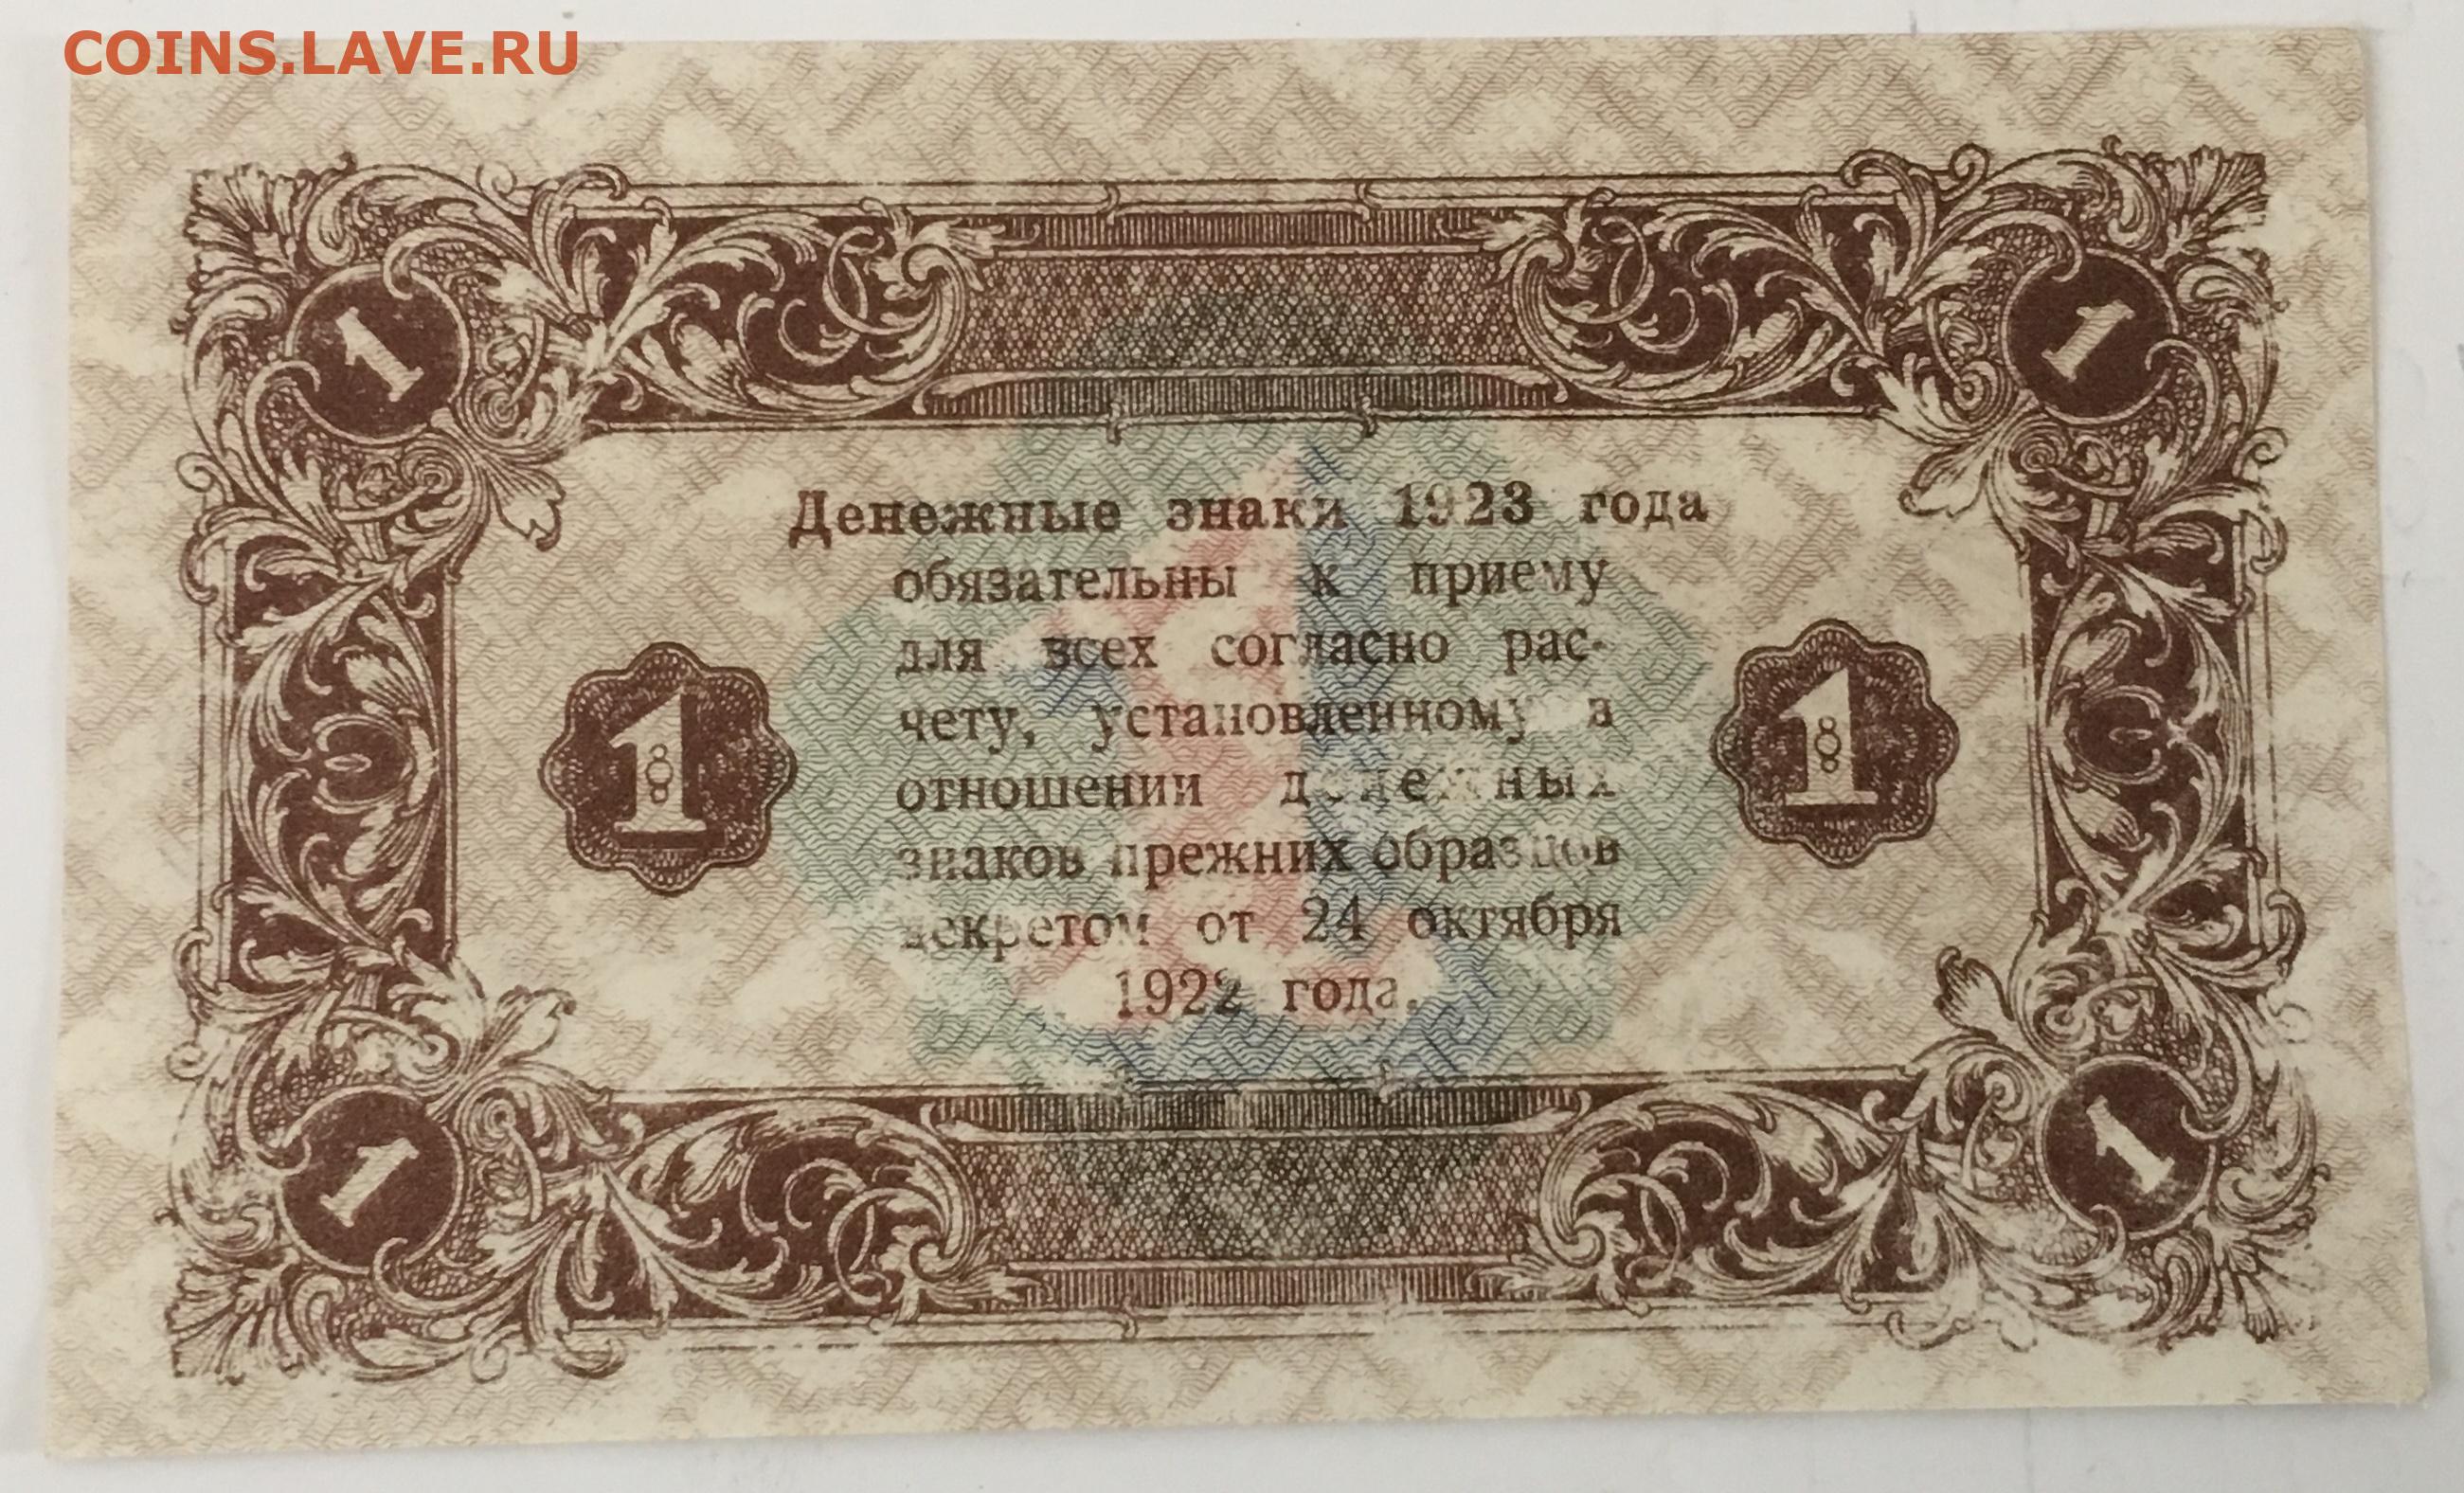 COINS.LAVE.RU
1 1
Денежные знаки 1923 года
обязательны к приему
для всех согласно рас-
чету, установленному а
отношении денежных
знаков прежних образцов
декретом от 24 октября
1922 года.
1 1
1 1